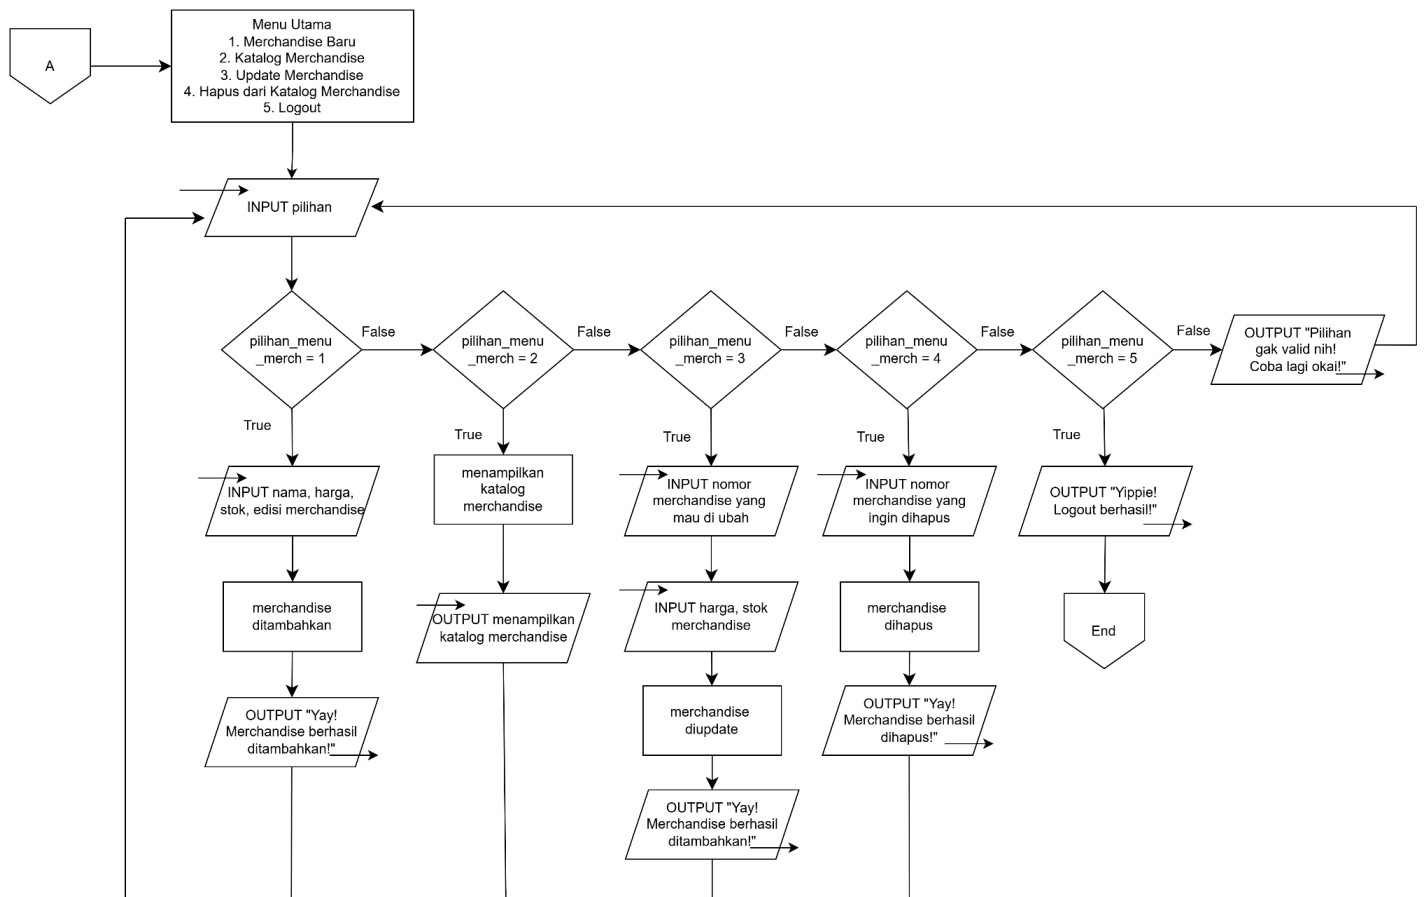 A
Menu Utama
1. Merchandise Baru
2. Katalog Merchandise
3. Update Merchandise
4. Hapus dari Katalog Merchandise
5. Logout
INPUT pilihan
pilihan_menu
_merch = 1
False
pilihan_menu
_merch = 2
False
pilihan_menu
_merch = 3
False
pilihan_menu
_merch = 4
False
pilihan_menu
_merch = 5
False
OUTPUT "Pilihan
gak valid nih!
Coba lagi okai!"
True
True
True
True
True
INPUT nama, harga,
stok, edisi merchandise
menampilkan
katalog
merchandise
INPUT nomor
merchandise yang
mau di ubah
INPUT nomor
merchandise yang
ingin dihapus
OUTPUT "Yippie!
Logout berhasil!"
merchandise
ditambahkan
OUTPUT menampilkan
katalog merchandise
INPUT harga, stok
merchandise
merchandise
dihapus
End
OUTPUT "Yay!
Merchandise berhasil
ditambahkan!"
merchandise
diupdate
OUTPUT "Yay!
Merchandise berhasil
dihapus!"
OUTPUT "Yay!
Merchandise berhasil
ditambahkan!"